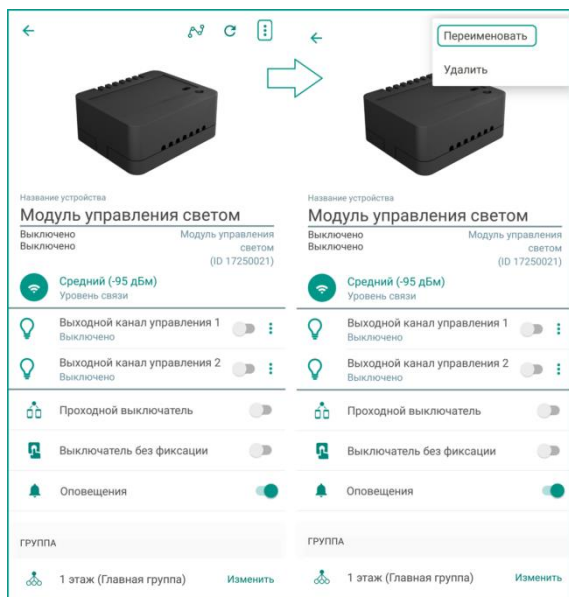 Название устройства
Модуль управления светом
Выключено
Выключено
Модуль управления
светом
(ID 17250021)
Средний (-95 дБм)
Уровень связи
Выходной канал управления 1
Выключено
Выходной канал управления 2
Выключено
Проходной выключатель
Выключатель без фиксации
Оповещения
ГРУППА
1 этаж (Главная группа)
Изменить
Переименовать
Удалить
Название устройства
Модуль управления светом
Выключено
Выключено
Модуль управления
светом
(ID 17250021)
Средний (-95 дБм)
Уровень связи
Выходной канал управления 1
Выключено
Выходной канал управления 2
Выключено
Проходной выключатель
Выключатель без фиксации
Оповещения
ГРУППА
1 этаж (Главная группа)
Изменить